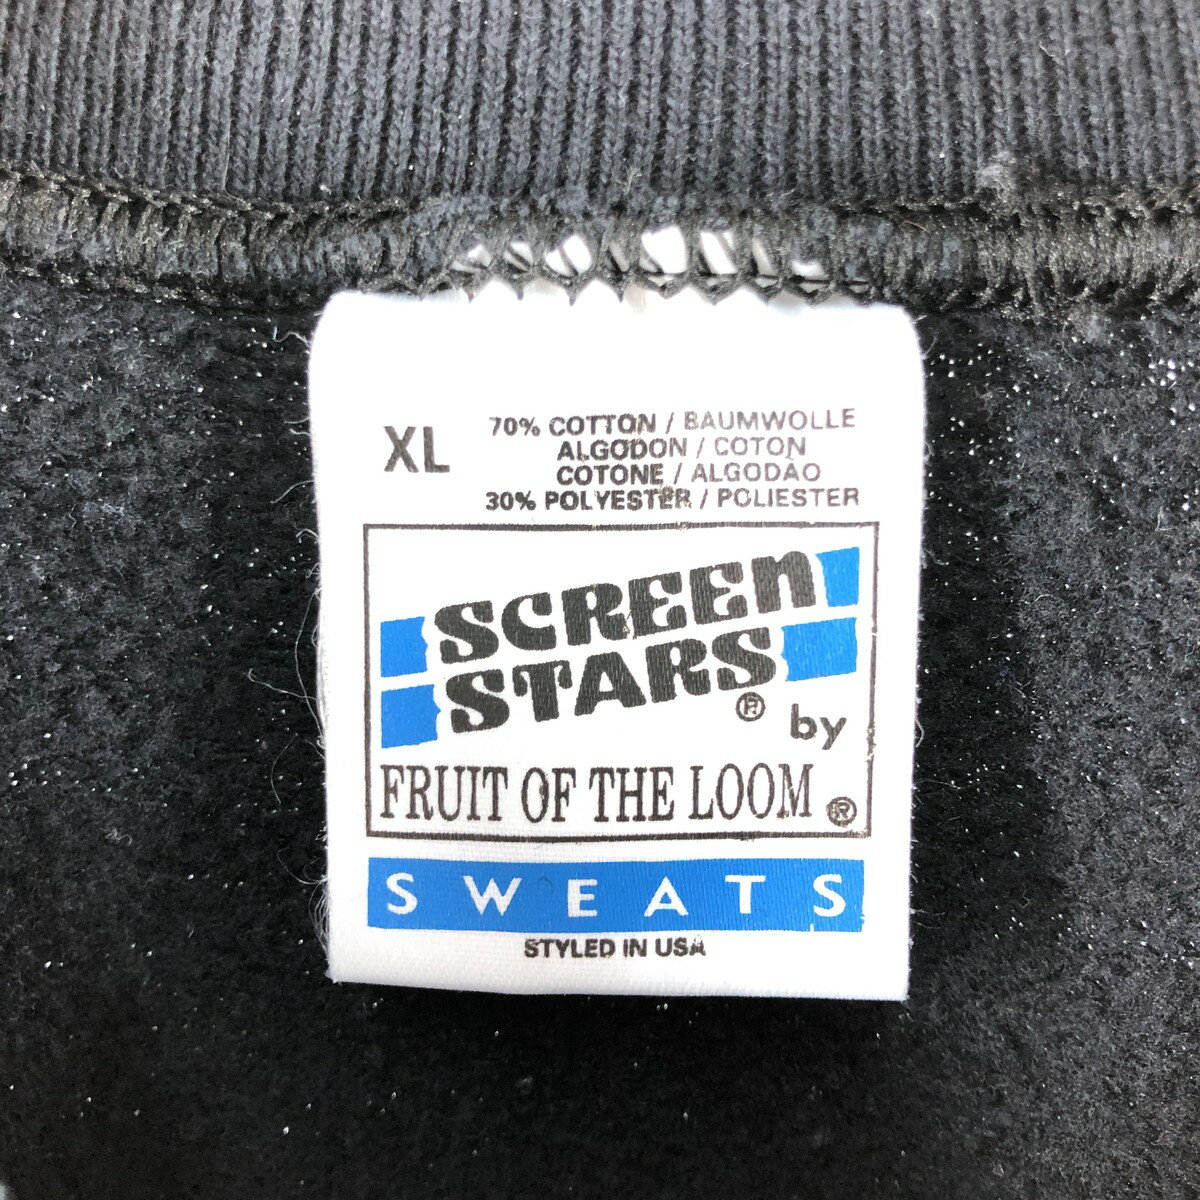 XL
70% COTTON / BAUMWOLLE
ALGODON / COTON
COTONE / ALGODÃO
30% POLYESTER / POLIESTER
SCREEN
STARS ®
by
FRUIT OF THE LOOM ®
SWEATS
STYLED IN USA